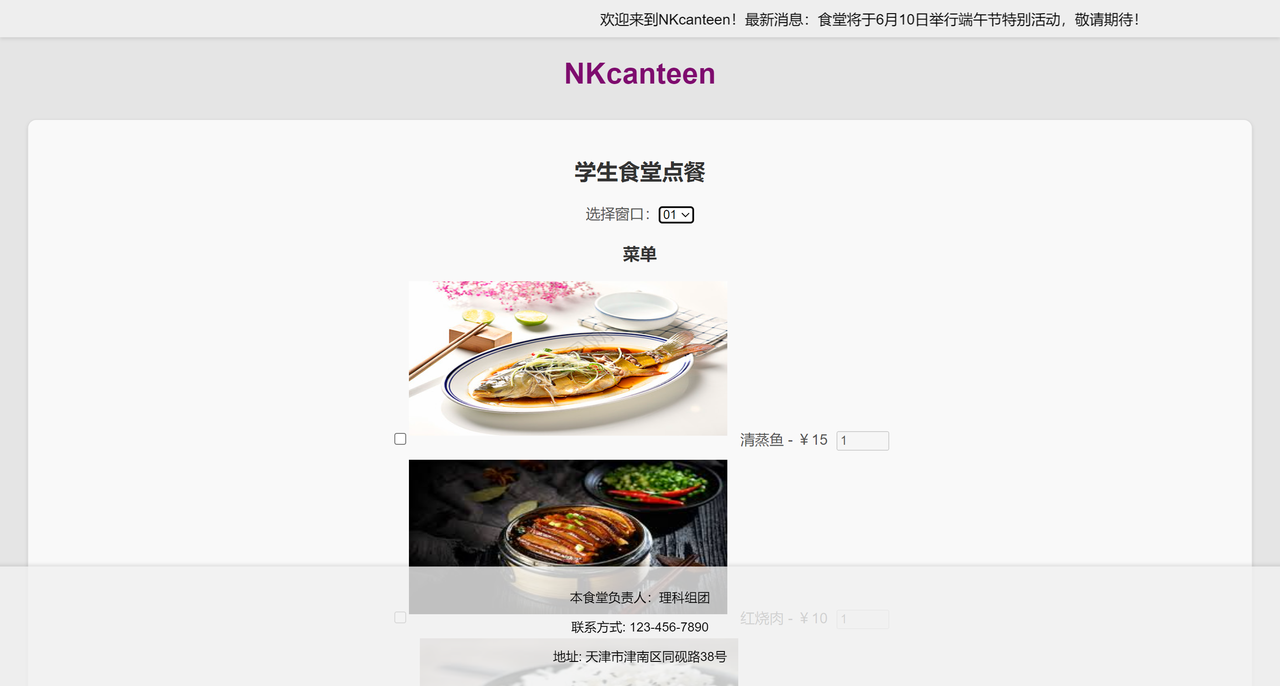 欢迎来到NKcanteen！最新消息：食堂将于6月10日举行端午节特别活动，敬请期待！
NKcanteen
学生食堂点餐
选择窗口： 01
菜单
清蒸鱼 - ￥15 1
红烧肉 - ￥10 1
本食堂负责人：理科组团
联系方式: 123-456-7890
地址: 天津市津南区同砚路38号